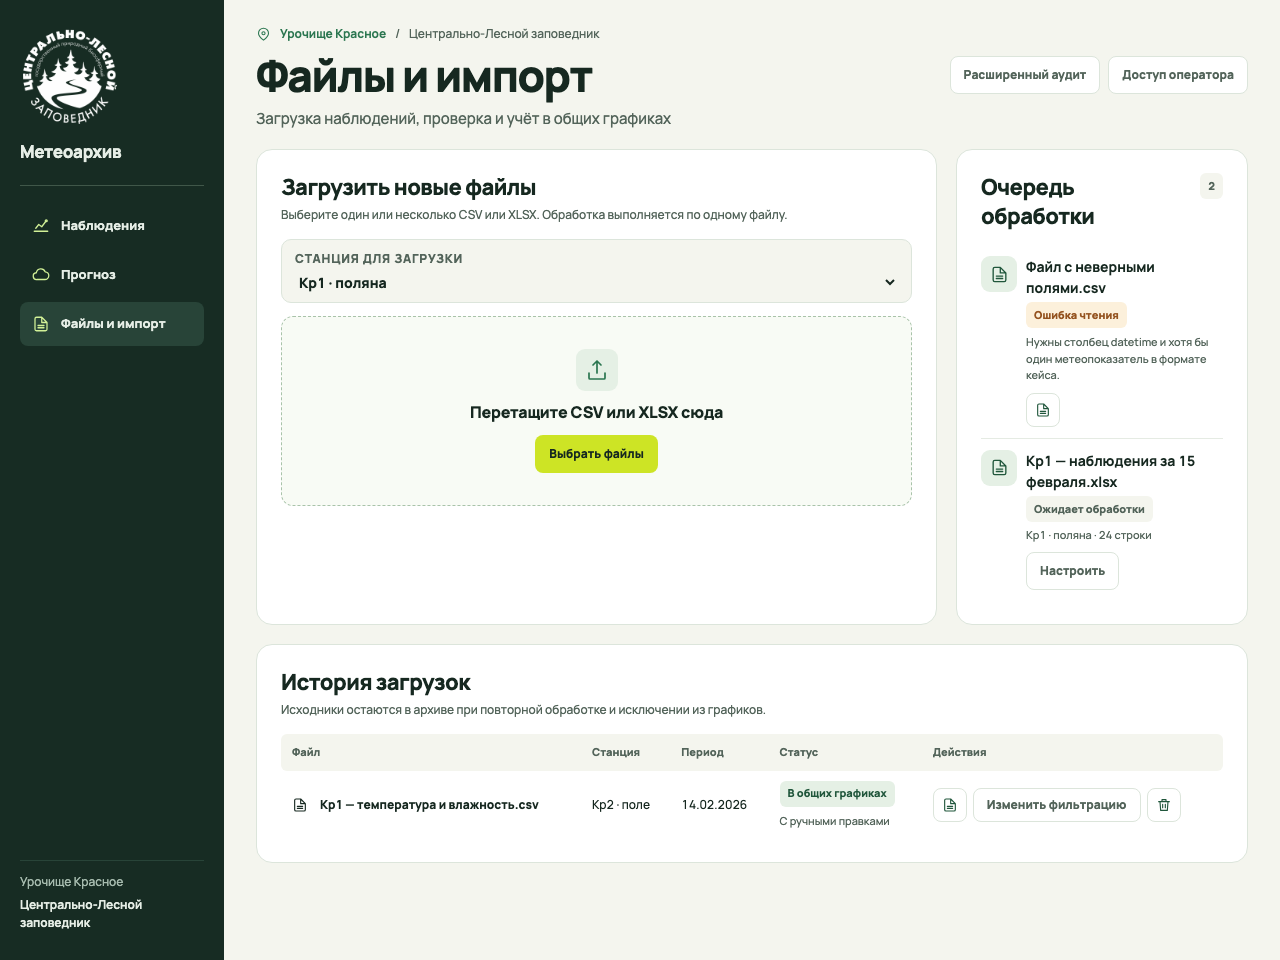 ЦЕНТРАЛЬНО-ЛЕСНОЙ
ЗАПОВЕДНИК
Метеоархив
Наблюдения
Прогноз
Файлы и импорт
Урочище Красное
Центрально-Лесной
заповедник
Урочище Красное / Центрально-Лесной заповедник
Файлы и импорт
Загрузка наблюдений, проверка и учёт в общих графиках
Расширенный аудит
Доступ оператора
Загрузить новые файлы
Выберите один или несколько CSV или XLSX. Обработка выполняется по одному файлу.
СТАНЦИЯ ДЛЯ ЗАГРУЗКИ
Кр1 · поляна
Перетащите CSV или XLSX сюда
Выбрать файлы
Очередь
обработки
2
Файл с неверными
полями.csv
Ошибка чтения
Нужны столбец datetime и хотя бы
один метеопоказатель в формате
кейса.
Кр1 — наблюдения за 15
февраля.xlsx
Ожидает обработки
Кр1 · поляна · 24 строки
Настроить
История загрузок
Исходники остаются в архиве при повторной обработке и исключении из графиков.
Файл Станция Период Статус Действия
Кр1 — температура и влажность.csv Кр2 · поле 14.02.2026 В общих графиках Изменить фильтрацию
С ручными правками